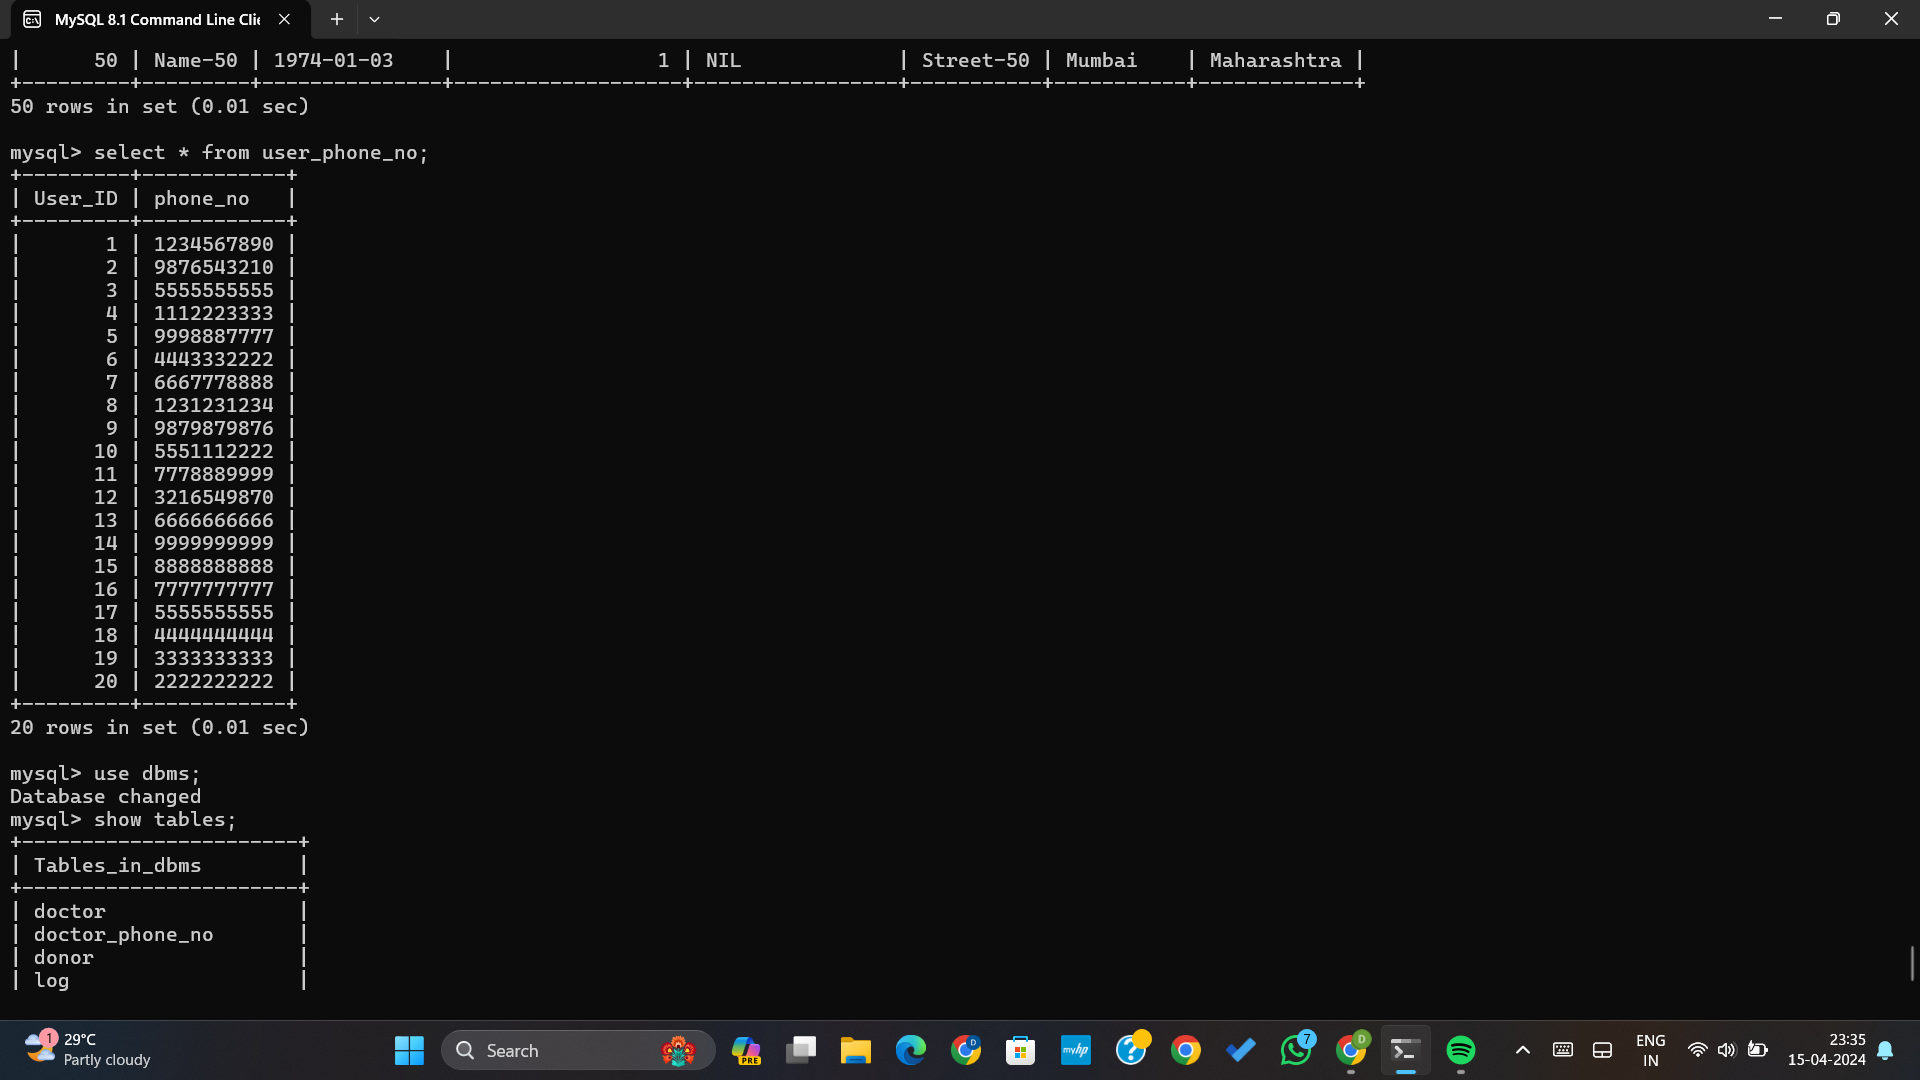 MySQL 8.1 Command Line Clie
|      50 | Name-50 | 1974-01-03    |                 1 | NIL             | Street-50 | Mumbai    | Maharashtra |
+---------+---------+---------------+-------------------+-----------------+-----------+-----------+-------------+
50 rows in set (0.01 sec)
mysql> select * from user_phone_no;
+---------+------------+
| User_ID | phone_no   |
+---------+------------+
|       1 | 1234567890 |
|       2 | 9876543210 |
|       3 | 5555555555 |
|       4 | 1112223333 |
|       5 | 9998887777 |
|       6 | 4443332222 |
|       7 | 6667778888 |
|       8 | 1231231234 |
|       9 | 9879879876 |
|      10 | 5551112222 |
|      11 | 7778889999 |
|      12 | 3216549870 |
|      13 | 6666666666 |
|      14 | 9999999999 |
|      15 | 8888888888 |
|      16 | 7777777777 |
|      17 | 5555555555 |
|      18 | 4444444444 |
|      19 | 3333333333 |
|      20 | 2222222222 |
+---------+------------+
20 rows in set (0.01 sec)
mysql> use dbms;
Database changed
mysql> show tables;
+-----------------------+
| Tables_in_dbms        |
+-----------------------+
| doctor                |
| doctor_phone_no       |
| donor                 |
| log                   |
1
29°C
Partly cloudy
Search
PRE
D
myhp
7
D
ENG
IN
23:35
15-04-2024